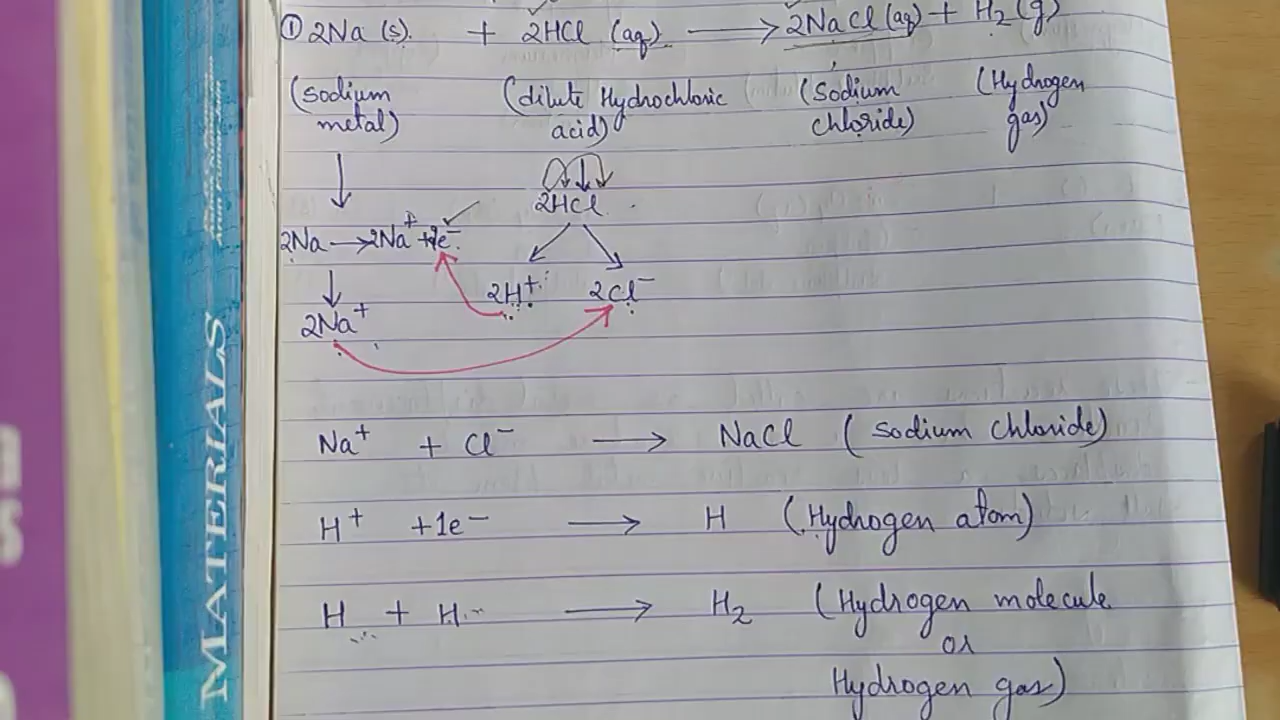 ① 2Na (s) + 2HCl (aq) ⟶ 2NaCl (aq) + H₂ (g)
(sodium metal) (dilute Hydrochloric acid) (Sodium chloride) (Hydrogen gas)
2HCl
2Na → 2Na⁺ + 2e⁻
2H⁺ 2Cl⁻
2Na⁺
Na⁺ + Cl⁻ ⟶ NaCl (sodium chloride)
H⁺ + 1e⁻ ⟶ H (Hydrogen atom)
H + H ⟶ H₂ (Hydrogen molecule
or
Hydrogen gas)
MATERIALS